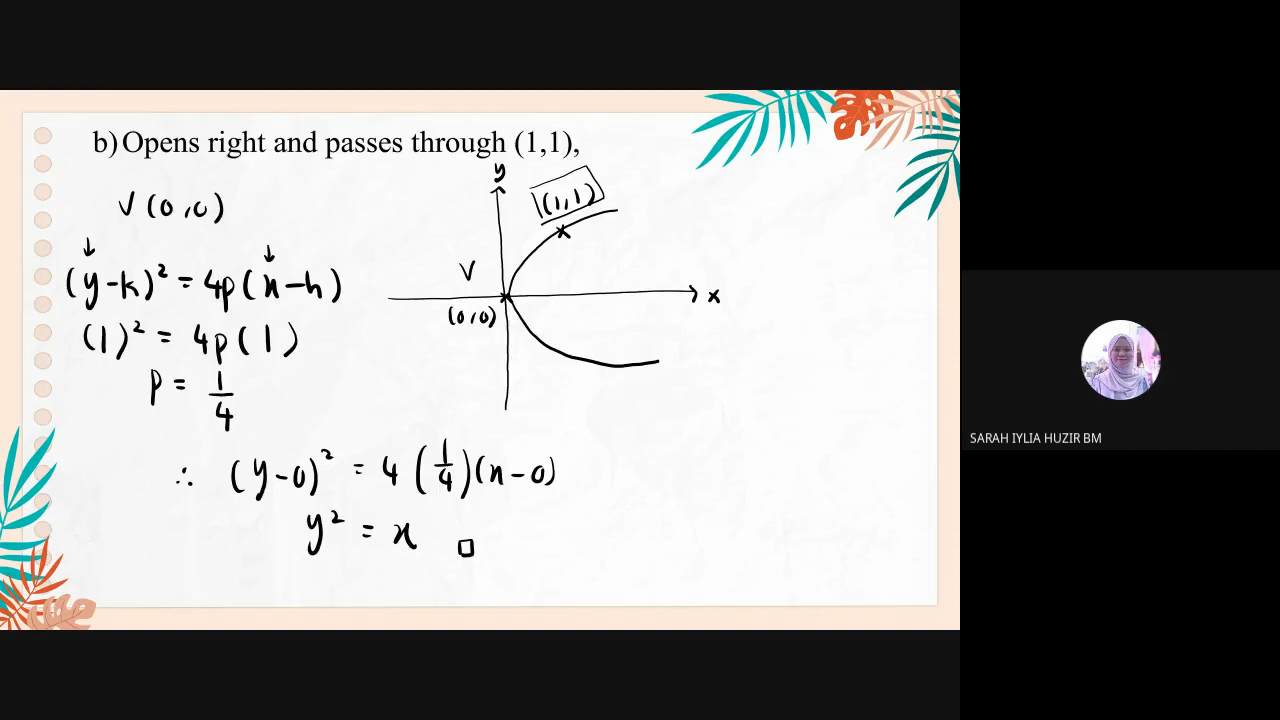 b) Opens right and passes through (1,1),
V (0,0)
(y-k)² = 4p(x-h)
(1)² = 4p(1)
p = 1/4
∴ (y-0)² = 4(1/4)(x-0)
y² = x
y
(1,1)
V
(0,0)
x
SARAH IYLIA HUZIR BM